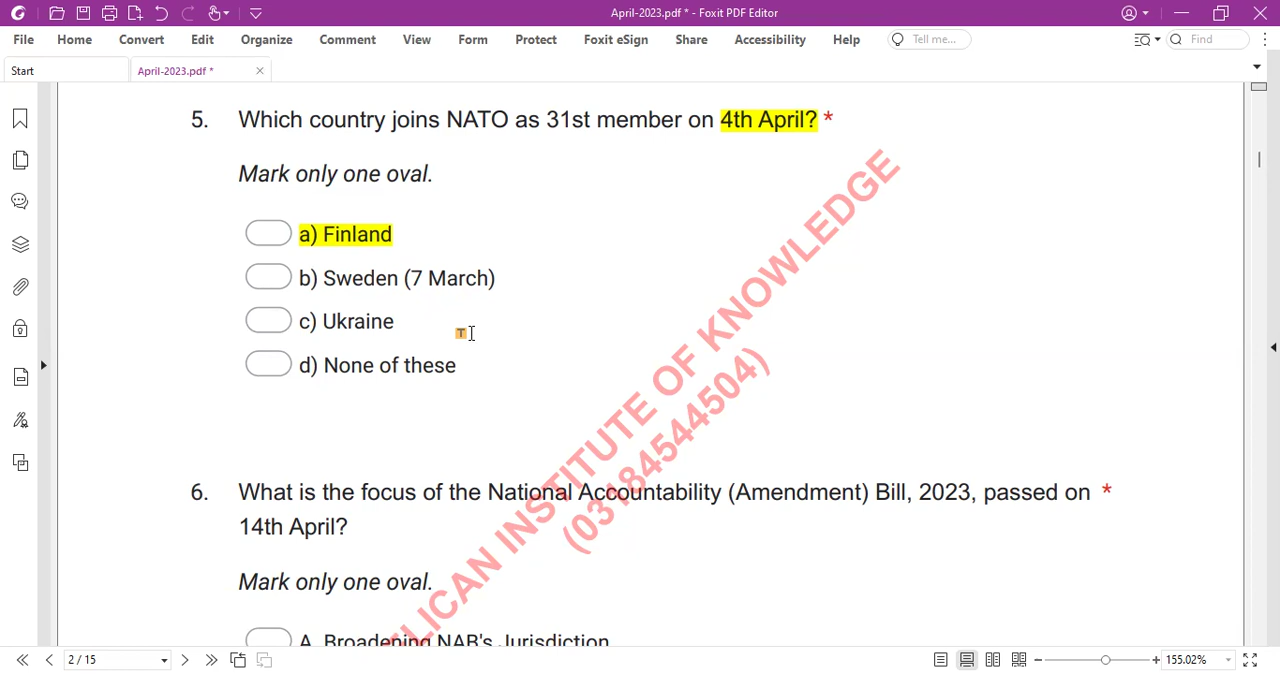 April-2023.pdf * - Foxit PDF Editor
File Home Convert Edit Organize Comment View Form Protect Foxit eSign Share Accessibility Help Tell me... Find
Start April-2023.pdf *
5. Which country joins NATO as 31st member on 4th April? *
Mark only one oval.
a) Finland
b) Sweden (7 March)
c) Ukraine
d) None of these
LICAN INSTITUTE OF KNOWLEDGE
(03184544504)
6. What is the focus of the National Accountability (Amendment) Bill, 2023, passed on *
14th April?
Mark only one oval.
A. Broadening NAB's Jurisdiction
2 / 15 155.02%